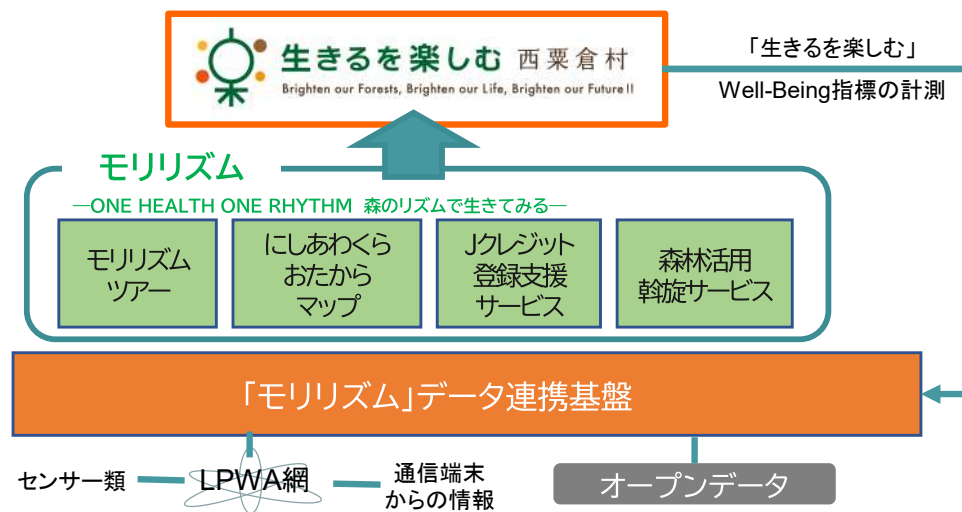 生きるを楽しむ 西粟倉村
Brighten our Forests, Brighten our Life, Brighten our Future!!
「生きるを楽しむ」
Well-Being指標の計測
モリリズム
―ONE HEALTH ONE RHYTHM 森のリズムで生きてみる―
モリリズム
ツアー
にしあわくら
おたから
マップ
Jクレジット
登録支援
サービス
森林活用
斡旋サービス
「モリリズム」データ連携基盤
センサー類
LPWA網
通信端末
からの情報
オープンデータ